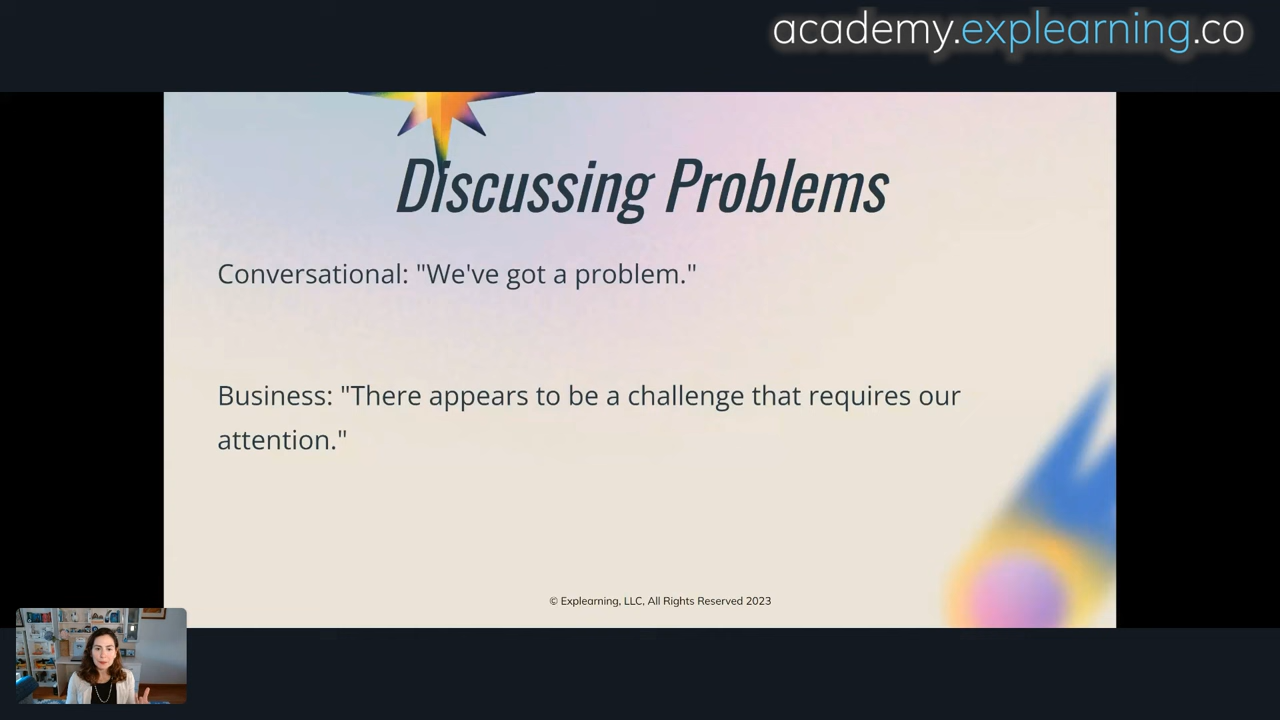 academy.explearning.co
Discussing Problems
Conversational: "We've got a problem."
Business: "There appears to be a challenge that requires our
attention."
© Explearning, LLC, All Rights Reserved 2023